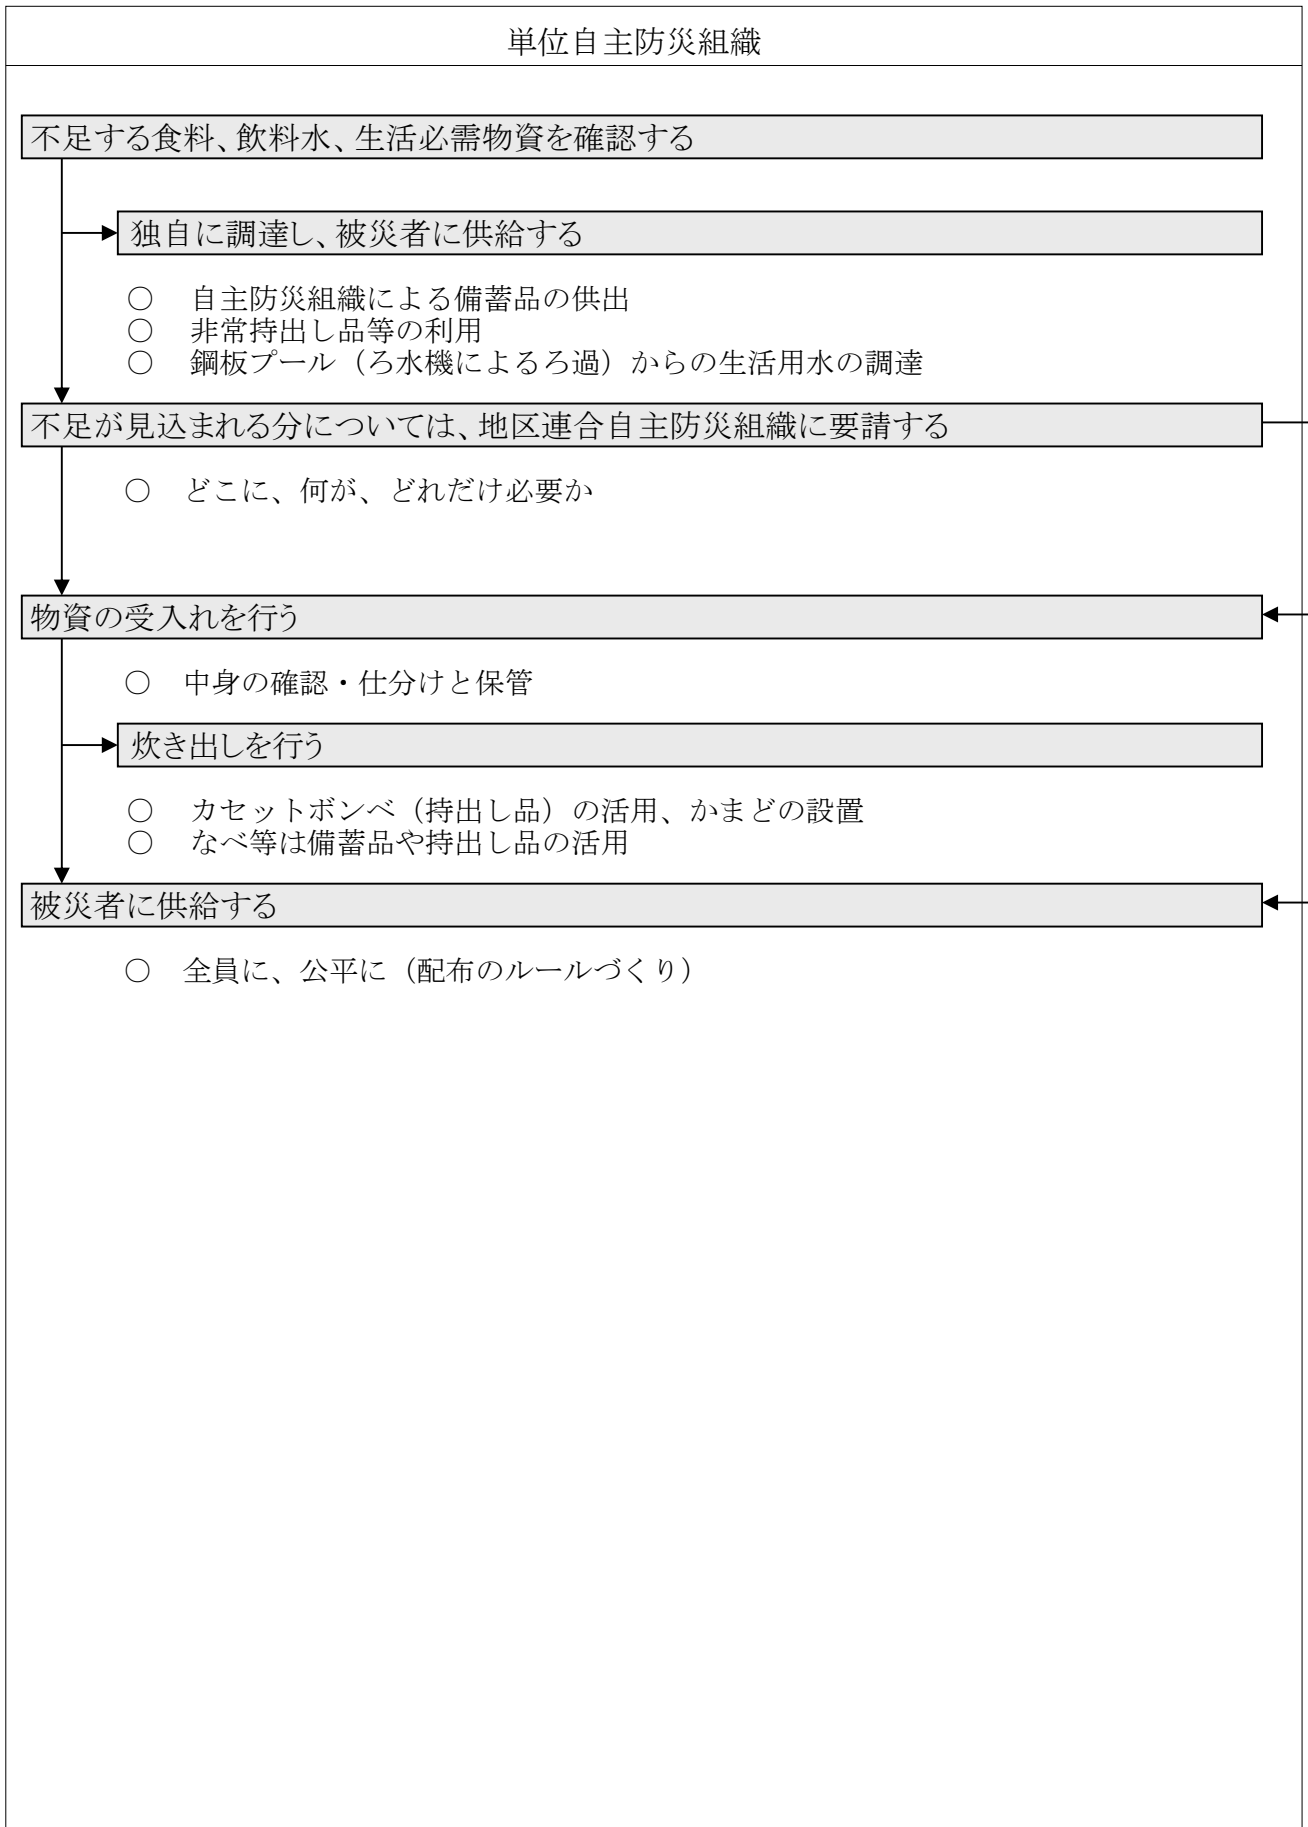 単位自主防災組織
不足する食料、飲料水、生活必需物資を確認する
独自に調達し、被災者に供給する
○　自主防災組織による備蓄品の供出
○　非常持出し品等の利用
○　鋼板プール（ろ水機によるろ過）からの生活用水の調達
不足が見込まれる分については、地区連合自主防災組織に要請する
○　どこに、何が、どれだけ必要か
物資の受入れを行う
○　中身の確認・仕分けと保管
炊き出しを行う
○　カセットボンベ（持出し品）の活用、かまどの設置
○　なべ等は備蓄品や持出し品の活用
被災者に供給する
○　全員に、公平に（配布のルールづくり）